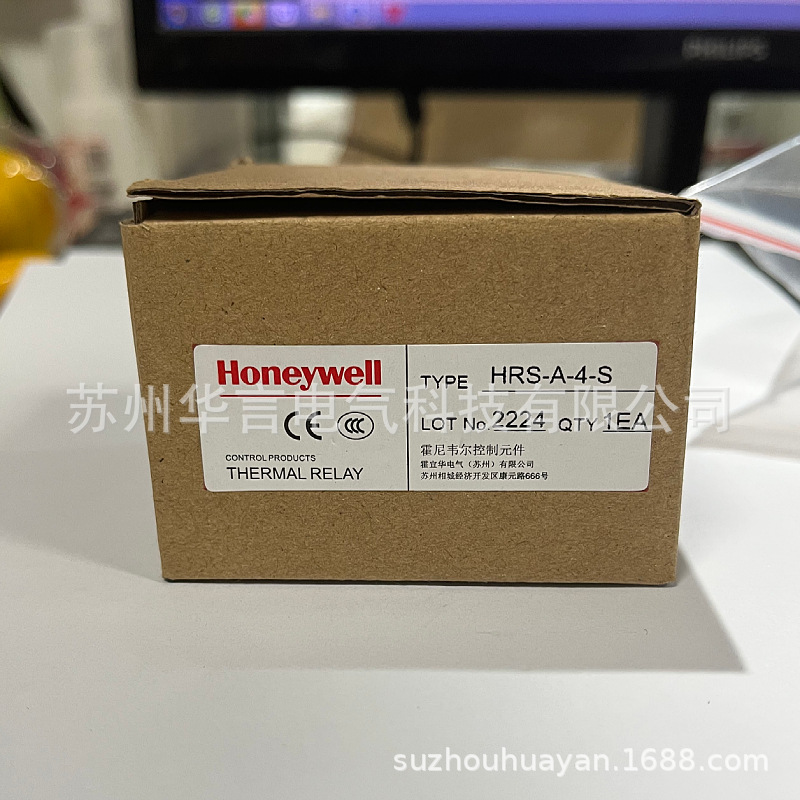 PHILIPS
Honeywell
CE CCC
CONTROL PRODUCTS
THERMAL RELAY
TYPE HRS-A-4-S
LOT No. 2224 QTY 1EA
霍尼韦尔控制元件
霍宜华电气（苏州）有限公司
苏州相城经济开发区康元路666号
苏州华言电气科技有限公司
suzhouhuayan.1688.com